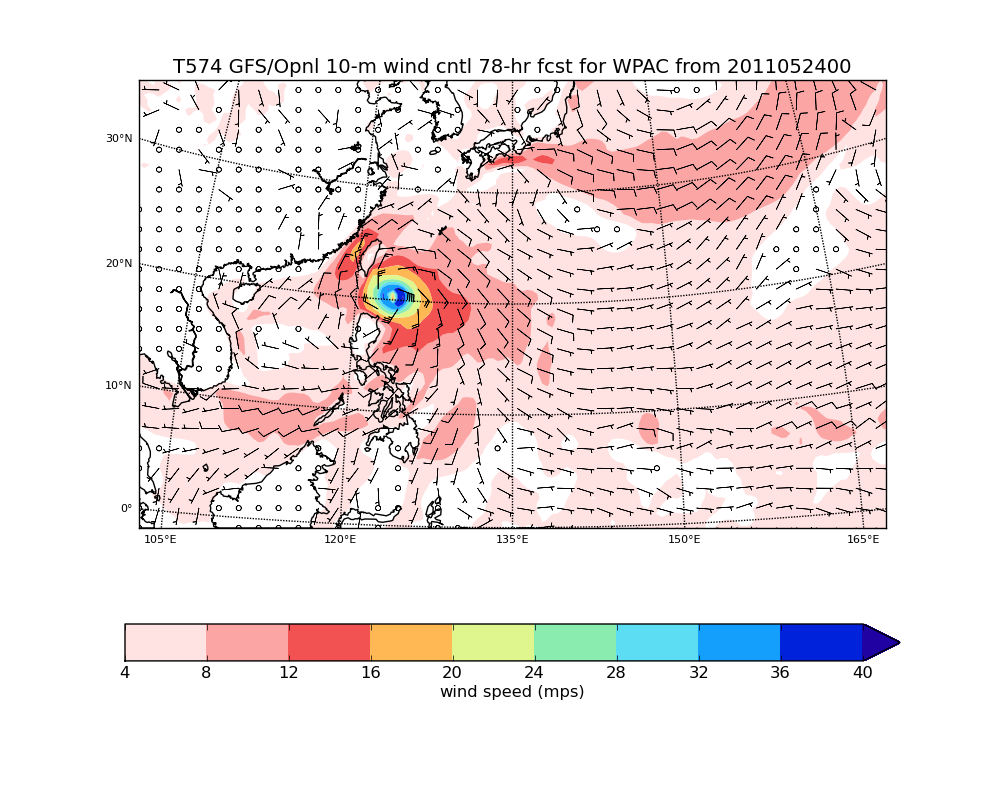 T574 GFS/Opnl 10-m wind cntl 78-hr fcst for WPAC from 2011052400
30°N
20°N
10°N
0°
105°E 120°E 135°E 150°E 165°E
4 8 12 16 20 24 28 32 36 40
wind speed (mps)